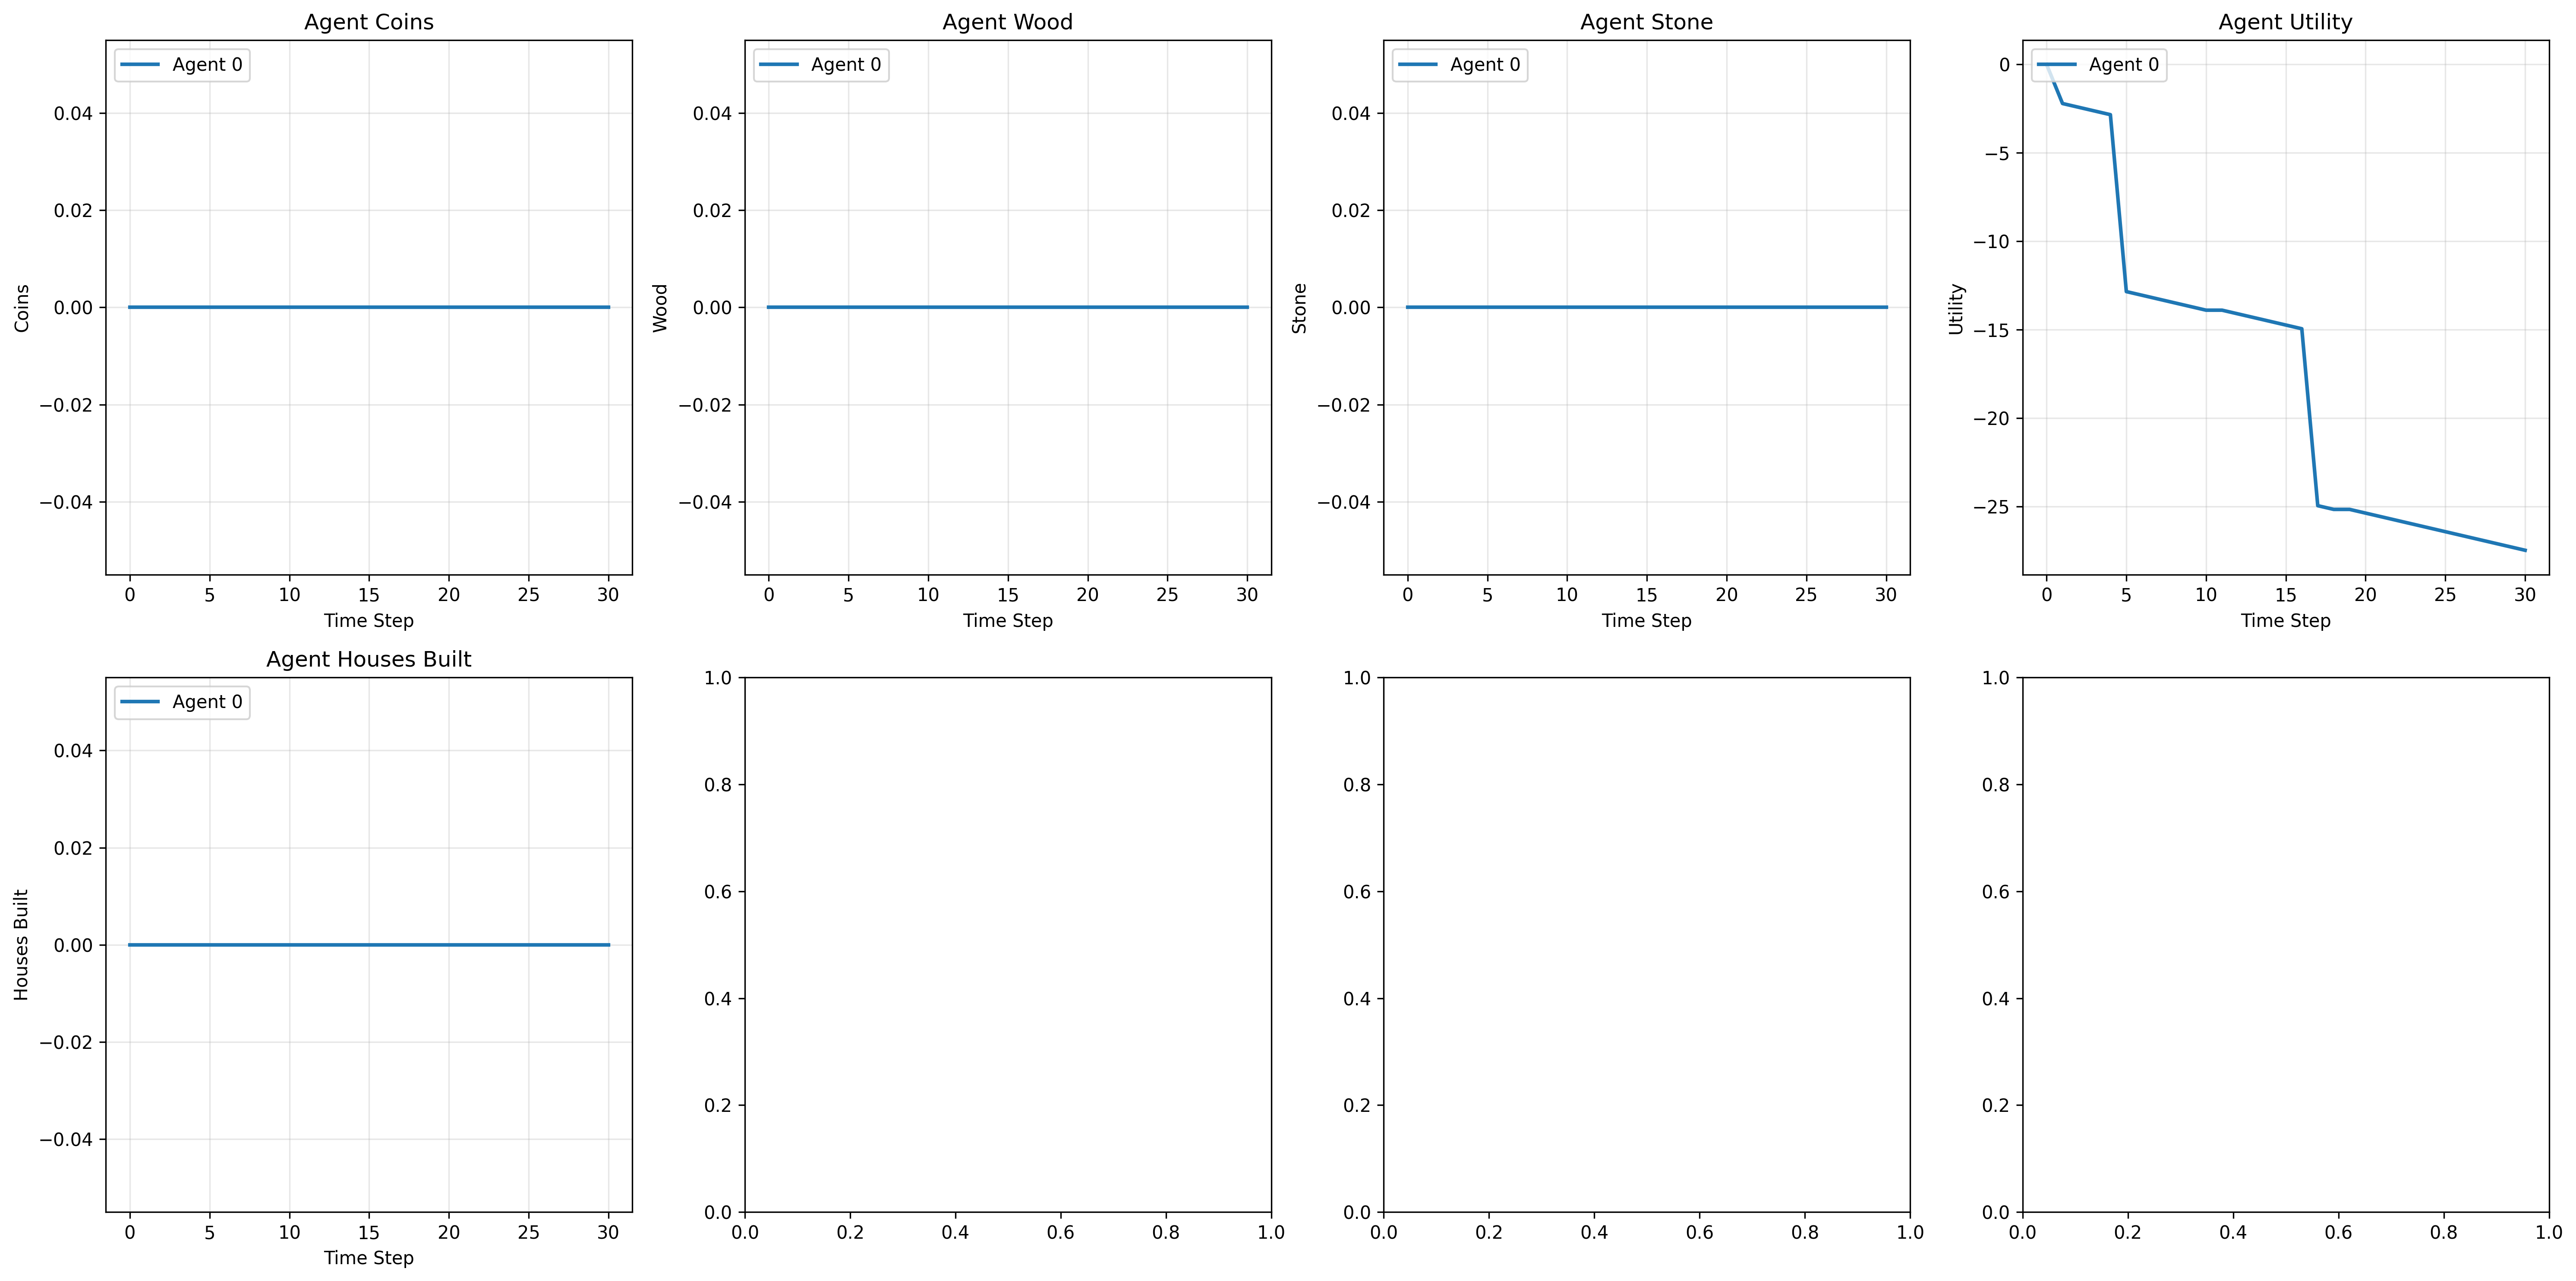 Agent Coins
Agent 0
0.04
0.02
0.00
−0.02
−0.04
Coins
0 5 10 15 20 25 30
Time Step
Agent Wood
Agent 0
0.04
0.02
0.00
−0.02
−0.04
Wood
0 5 10 15 20 25 30
Time Step
Agent Stone
Agent 0
0.04
0.02
0.00
−0.02
−0.04
Stone
0 5 10 15 20 25 30
Time Step
Agent Utility
Agent 0
0
−5
−10
−15
−20
−25
Utility
0 5 10 15 20 25 30
Time Step
Agent Houses Built
Agent 0
0.04
0.02
0.00
−0.02
−0.04
Houses Built
0 5 10 15 20 25 30
Time Step
1.0
0.8
0.6
0.4
0.2
0.0
0.0 0.2 0.4 0.6 0.8 1.0
1.0
0.8
0.6
0.4
0.2
0.0
0.0 0.2 0.4 0.6 0.8 1.0
1.0
0.8
0.6
0.4
0.2
0.0
0.0 0.2 0.4 0.6 0.8 1.0